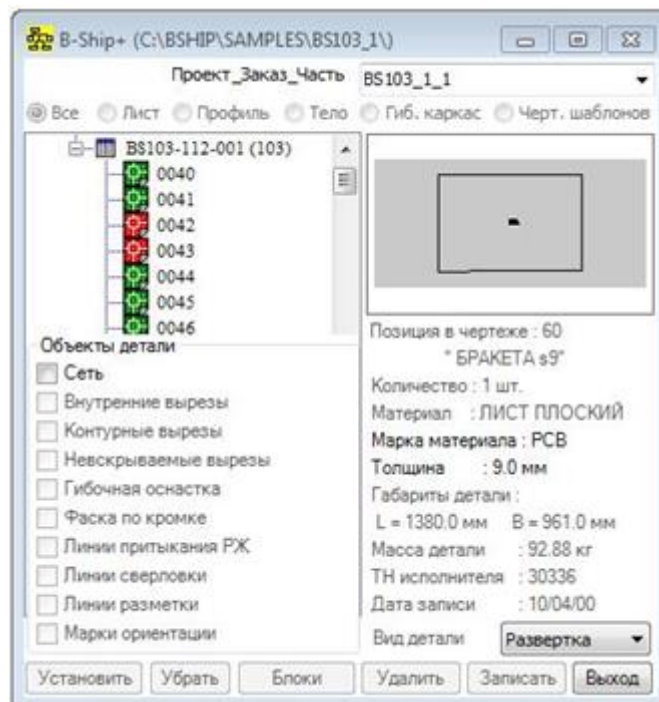 B-Ship+ (C:\BSHIP\SAMPLES\BS103_1\)
Проект_Заказ_Часть BS103_1_1
Все Лист Профиль Тело Гиб. каркас Черт. шаблонов
BS103-112-001 (103)
0040
0041
0042
0043
0044
0045
0046
Объекты детали
Сеть
Внутренние вырезы
Контурные вырезы
Невскрываемые вырезы
Гибочная оснастка
Фаска по кромке
Линии притыкания РЖ
Линии сверловки
Линии разметки
Марки ориентации
Позиция в чертеже : 60
" БРАКЕТА s9"
Количество : 1 шт.
Материал : ЛИСТ ПЛОСКИЙ
Марка материала : РСВ
Толщина : 9.0 мм
Габариты детали :
L = 1380.0 мм B = 961.0 мм
Масса детали : 92.88 кг
ТН исполнителя : 30336
Дата записи : 10/04/00
Вид детали Развертка
Установить Убрать Блоки Удалить Записать Выход